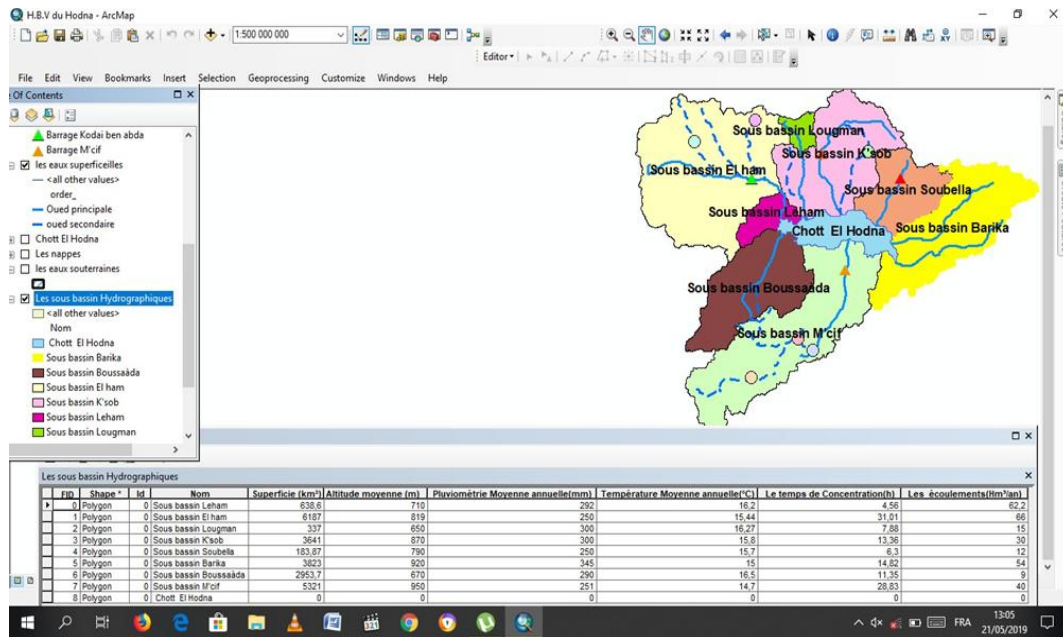 H.B.V du Hodna - ArcMap
1:500 000 000
Editor
File Edit View Bookmarks Insert Selection Geoprocessing Customize Windows Help
Of Contents
Barrage Kodai ben abda
Barrage M'cif
les eaux superficeilles
<all other values>
order_
Oued principale
oued secondaire
Chott El Hodna
Les nappes
les eaux souterraines
Les sous bassin Hydrographiques
<all other values>
Nom
Chott El Hodna
Sous bassin Barika
Sous bassin Boussaàda
Sous bassin El ham
Sous bassin K'sob
Sous bassin Leham
Sous bassin Lougman
Sous bassin Lougman
Sous bassin K'sob
Sous bassin El ham
Sous bassin Soubella
Sous bassin Leham
Chott El Hodna
Sous bassin Barika
Sous bassin Boussaàda
Sous bassin M'cif
Les sous bassin Hydrographiques
FID Shape * Id Nom Superficie (km²) Altitude moyenne (m) Pluviomètrie Moyenne annuelle(mm) Température Moyenne annuelle(°C) Le temps de Concentration(h) Les écoulements(Hm³/an)
0 Polygon 0 Sous bassin Leham 638,6 710 292 16,2 4,56 62,2
1 Polygon 0 Sous bassin El ham 6187 819 250 15,44 31,01 66
2 Polygon 0 Sous bassin Lougman 337 650 300 16,27 7,88 15
3 Polygon 0 Sous bassin K'sob 3641 870 300 15,8 13,36 30
4 Polygon 0 Sous bassin Soubella 183,87 790 250 15,7 6,3 12
5 Polygon 0 Sous bassin Barika 3823 920 345 15 14,82 54
6 Polygon 0 Sous bassin Boussaàda 2953,7 670 290 16,5 11,35 9
7 Polygon 0 Sous bassin M'cif 5321 950 251 14,7 28,83 40
8 Polygon 0 Chott El Hodna 0 0 0 0 0 0
321
FRA
13:05
21/05/2019